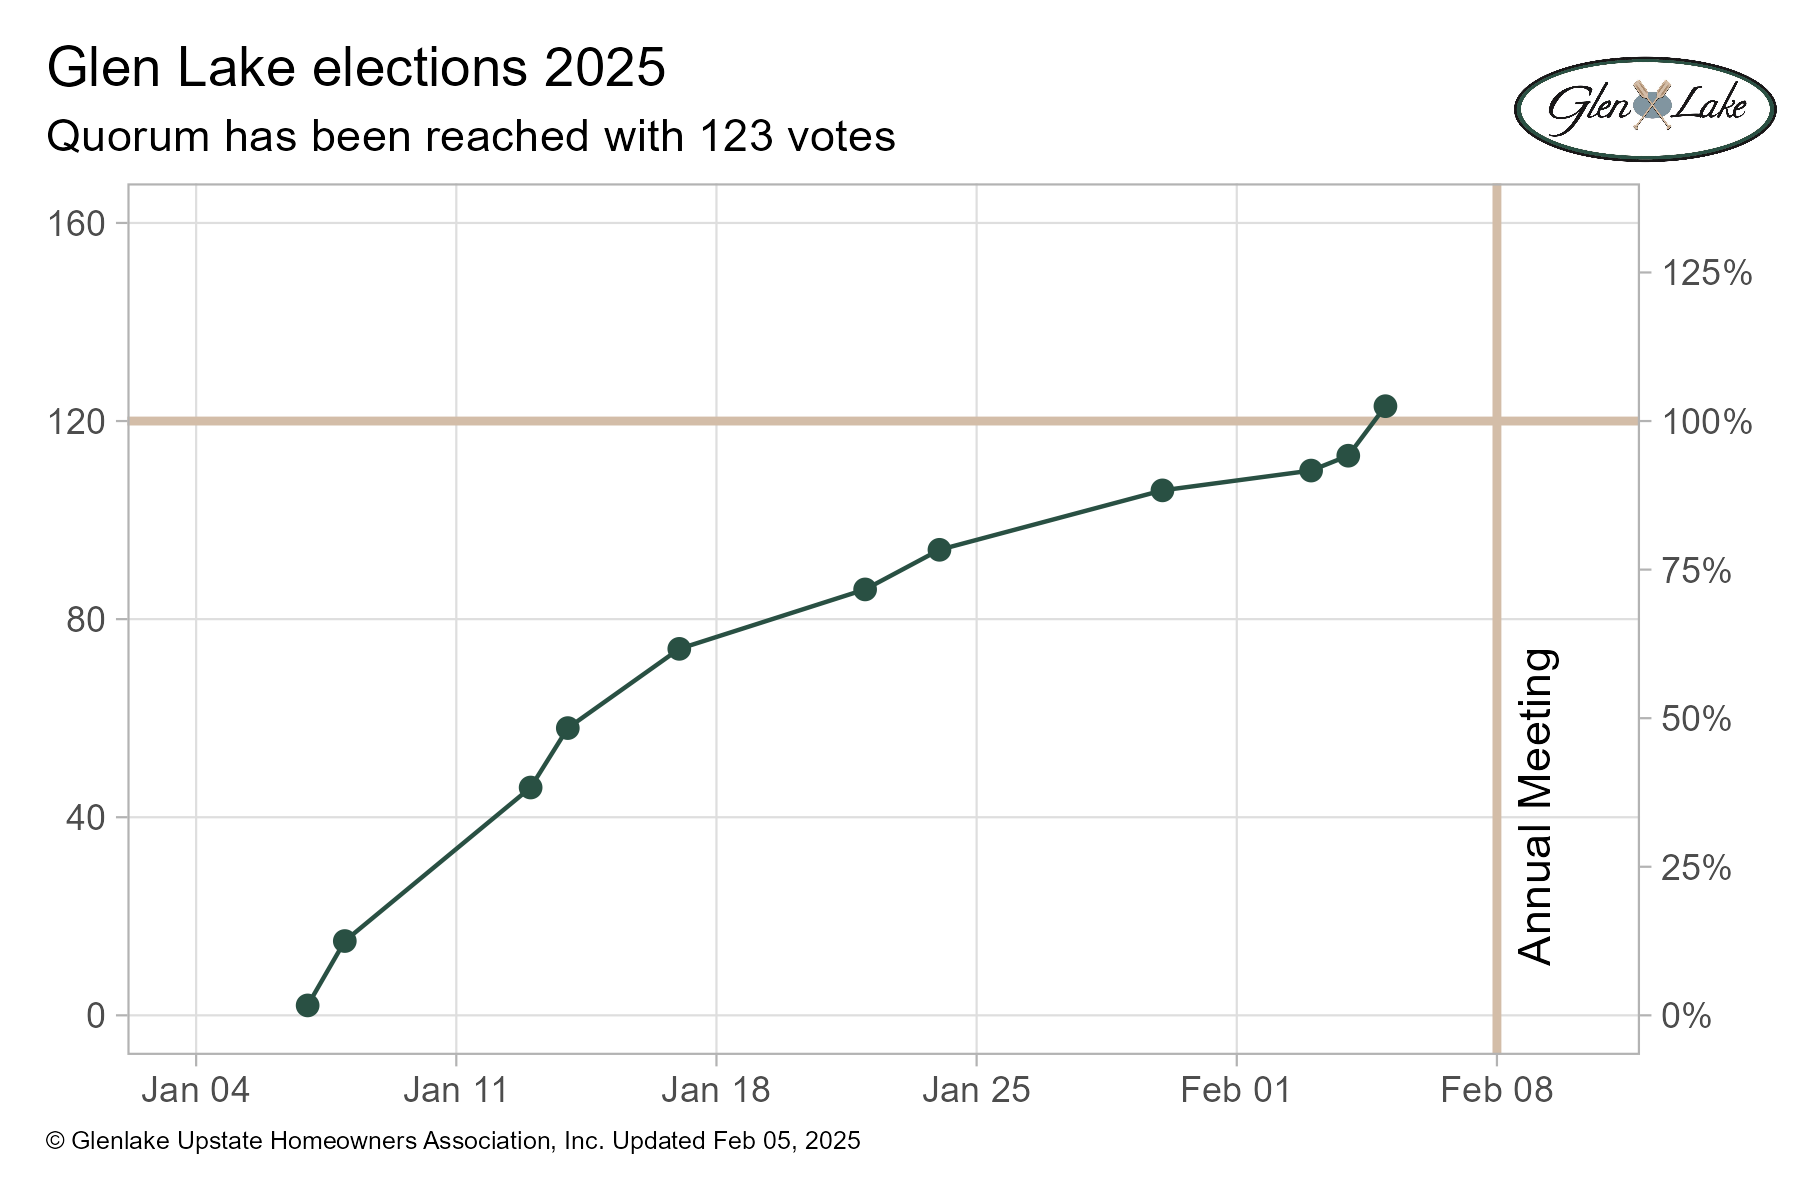 Glen Lake elections 2025
Quorum has been reached with 123 votes
Glen Lake
160
120
80
40
0
125%
100%
75%
50%
25%
0%
Annual Meeting
Jan 04
Jan 11
Jan 18
Jan 25
Feb 01
Feb 08
© Glenlake Upstate Homeowners Association, Inc. Updated Feb 05, 2025